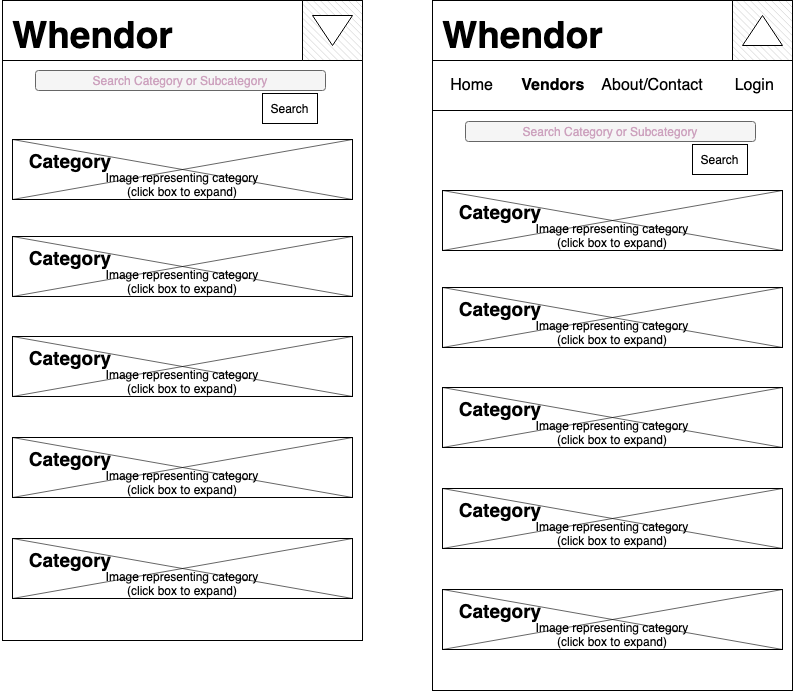 Whendor
Search Category or Subcategory
Search
Category
Image representing category
(click box to expand)
Category
Image representing category
(click box to expand)
Category
Image representing category
(click box to expand)
Category
Image representing category
(click box to expand)
Category
Image representing category
(click box to expand)
Whendor
Home Vendors About/Contact Login
Search Category or Subcategory
Search
Category
Image representing category
(click box to expand)
Category
Image representing category
(click box to expand)
Category
Image representing category
(click box to expand)
Category
Image representing category
(click box to expand)
Category
Image representing category
(click box to expand)